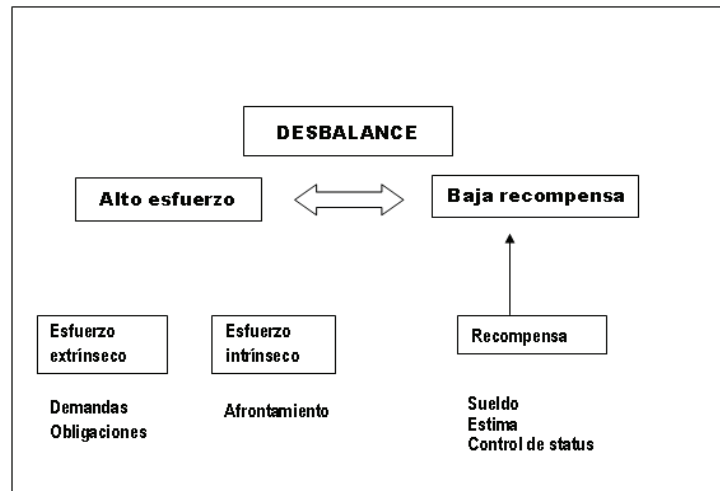 DESBALANCE
Alto esfuerzo
Baja recompensa
Esfuerzo
extrínseco
Esfuerzo
intrínseco
Recompensa
Demandas
Obligaciones
Afrontamiento
Sueldo
Estima
Control de status